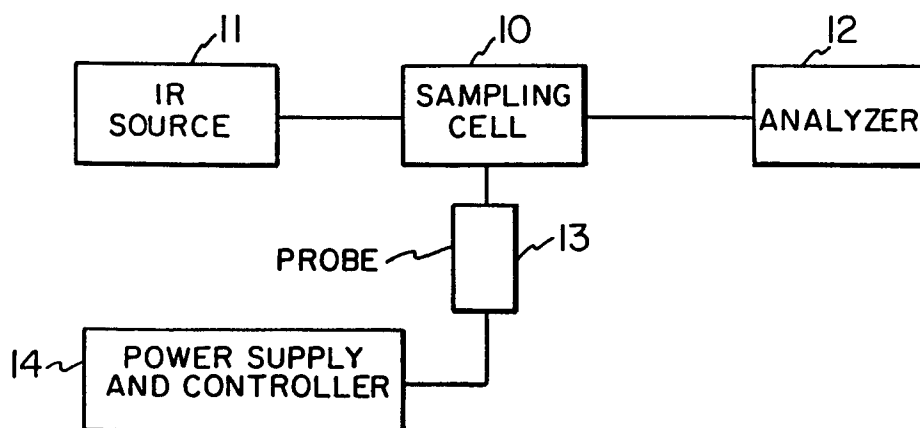 11
10
12
IR
SOURCE
SAMPLING
CELL
ANALYZER
PROBE
13
14
POWER SUPPLY
AND CONTROLLER